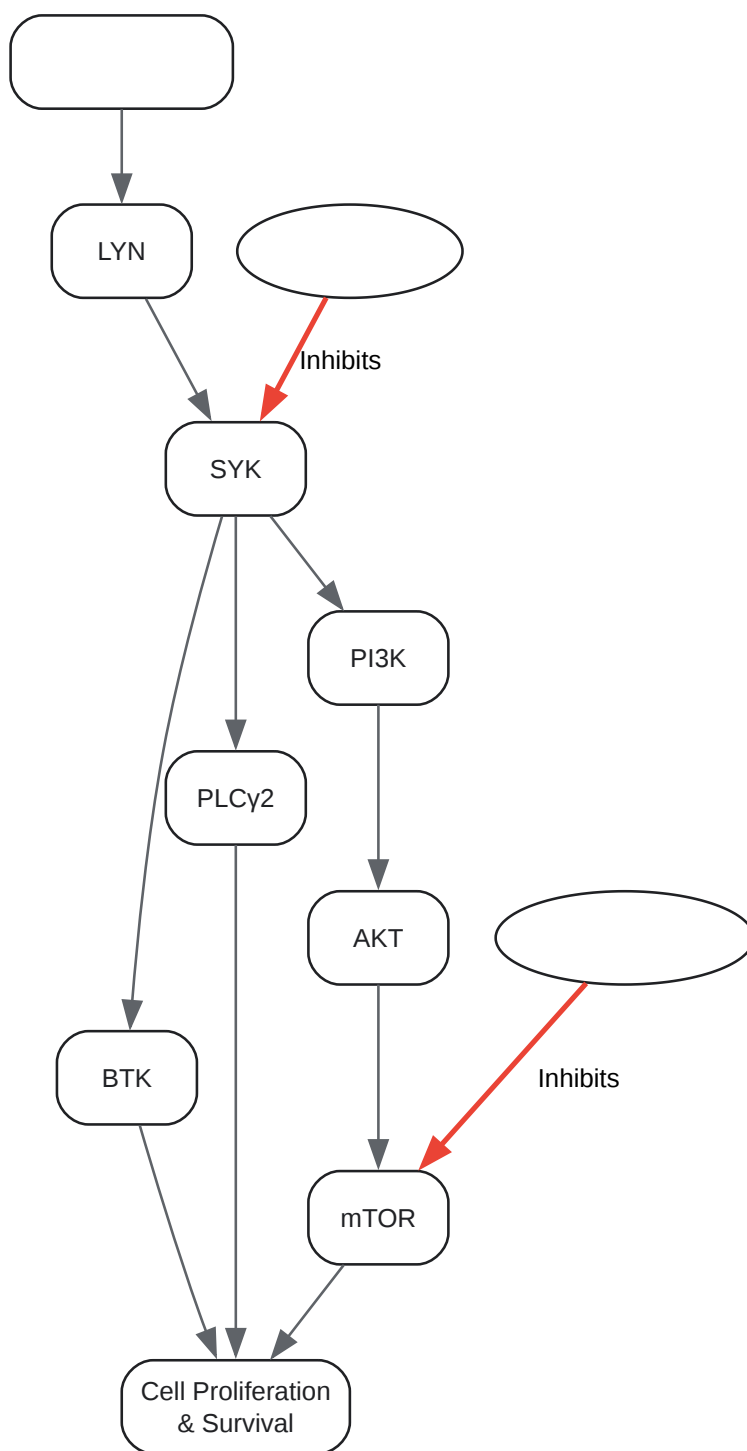 LYN
Inhibits
SYK
PI3K
PLCγ2
AKT
BTK
Inhibits
mTOR
Cell Proliferation
& Survival